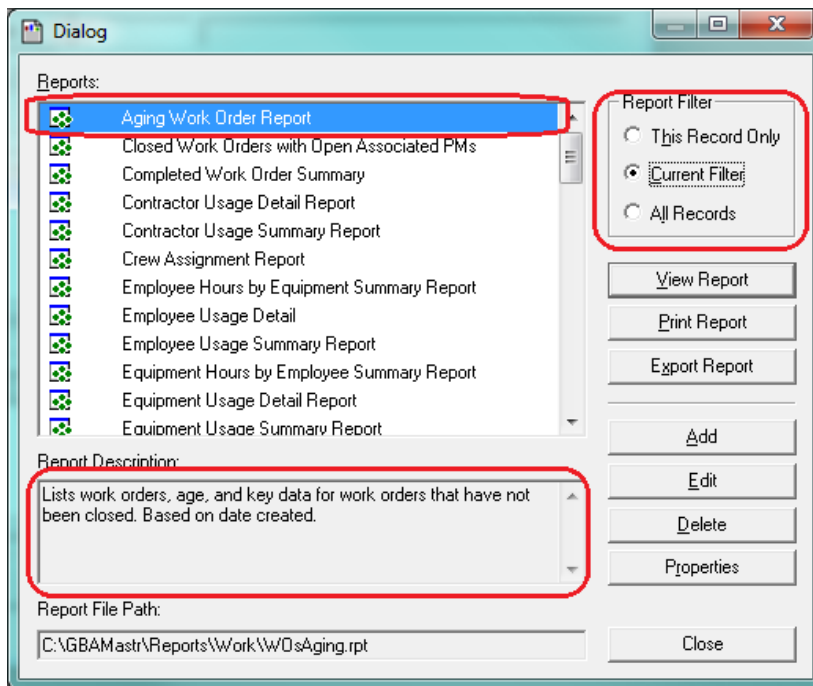 Dialog
Reports:
Aging Work Order Report
Closed Work Orders with Open Associated PMs
Completed Work Order Summary
Contractor Usage Detail Report
Contractor Usage Summary Report
Crew Assignment Report
Employee Hours by Equipment Summary Report
Employee Usage Detail
Employee Usage Summary Report
Equipment Hours by Employee Summary Report
Equipment Usage Detail Report
Equipment Usage Summary Report
Report Description:
Lists work orders, age, and key data for work orders that have not
been closed. Based on date created.
Report File Path:
C:\GBAMastr\Reports\Work\WOsAging.rpt
Report Filter
This Record Only
Current Filter
All Records
View Report
Print Report
Export Report
Add
Edit
Delete
Properties
Close